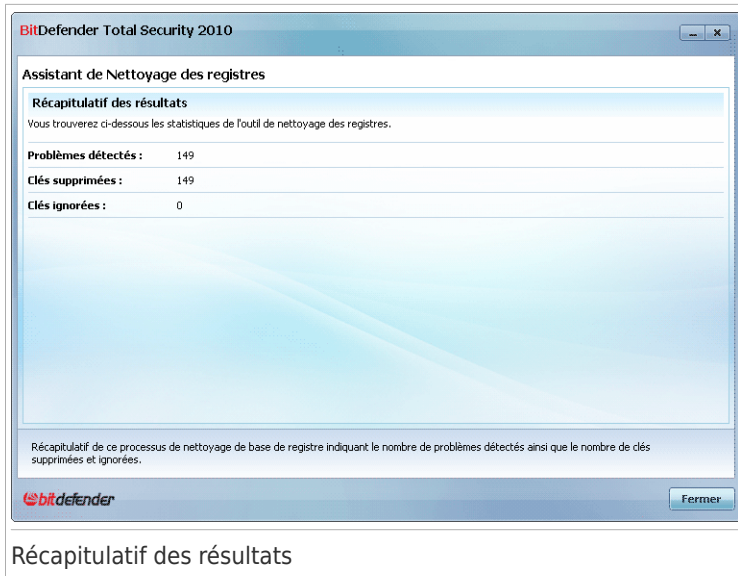 BitDefender Total Security 2010
Assistant de Nettoyage des registres
Récapitulatif des résultats
Vous trouverez ci-dessous les statistiques de l'outil de nettoyage des registres.
Problèmes détectés : 149
Clés supprimées : 149
Clés ignorées : 0
Récapitulatif de ce processus de nettoyage de base de registre indiquant le nombre de problèmes détectés ainsi que le nombre de clés
supprimées et ignorées.
bitdefender
Fermer
Récapitulatif des résultats